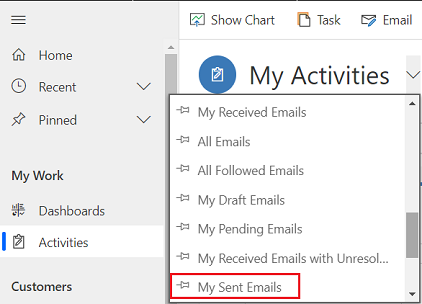 Show Chart
Task
Email
Home
Recent
Pinned
My Work
Dashboards
Activities
Customers
My Activities
My Received Emails
All Emails
All Followed Emails
My Draft Emails
My Pending Emails
My Received Emails with Unresol...
My Sent Emails